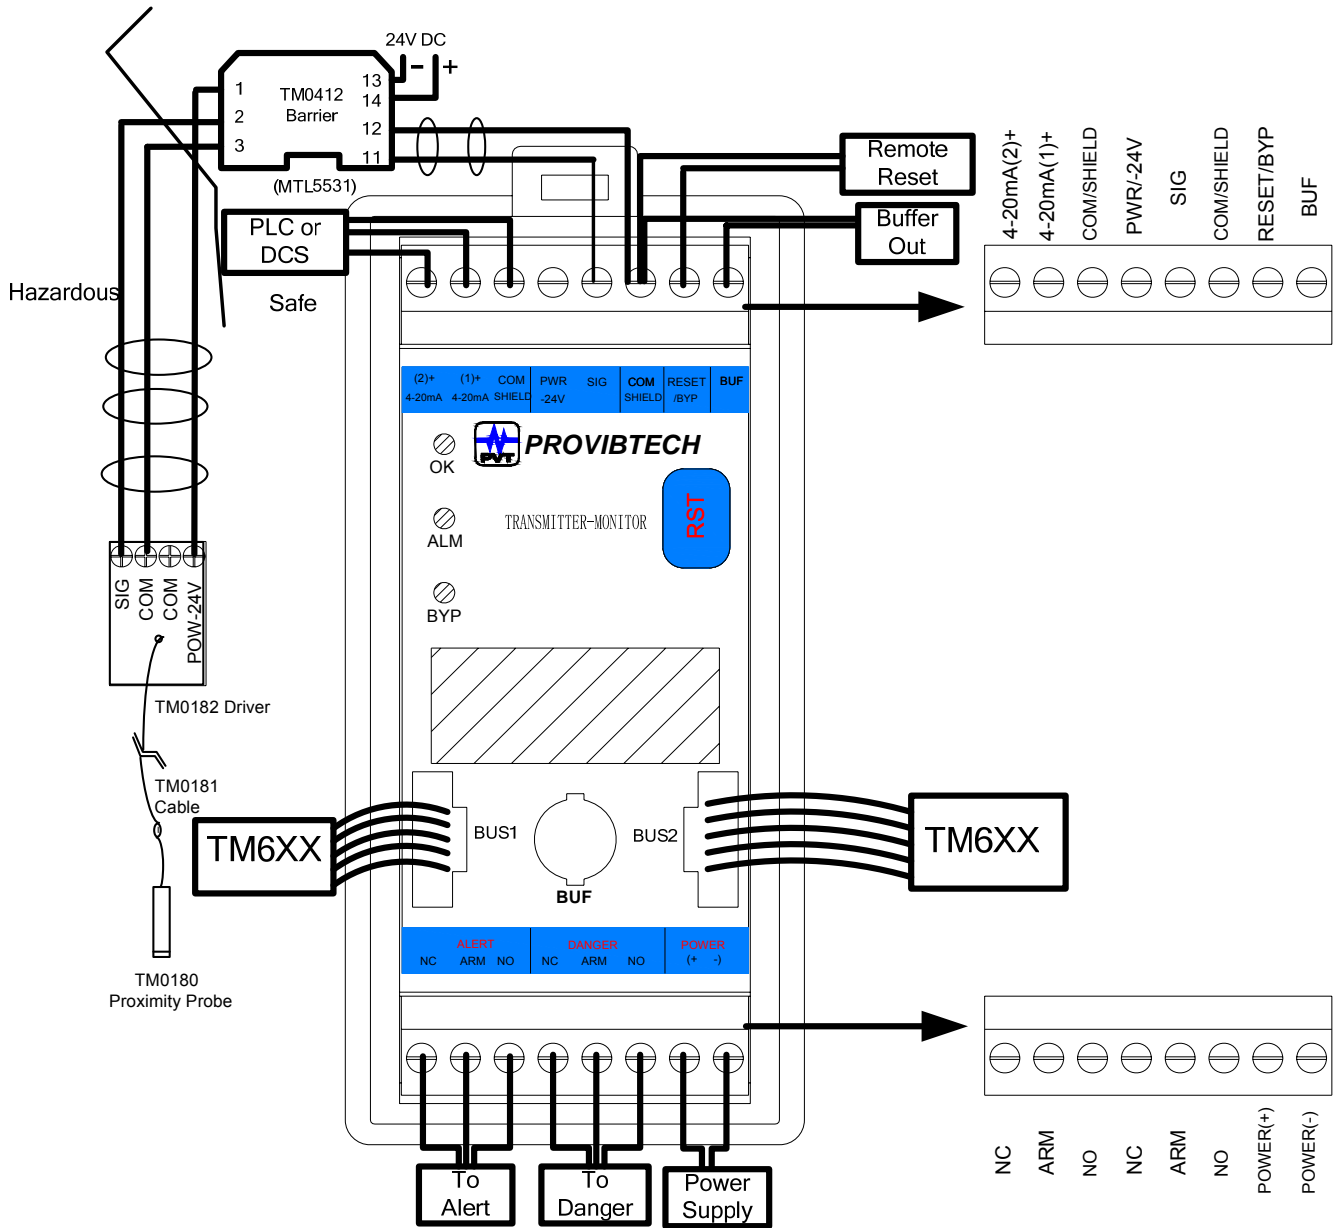 24V DC
- +
1
2
3
TM0412
Barrier
13
14
12
11
(MTL5531)
PLC or
DCS
Hazardous
Safe
Remote
Reset
Buffer
Out
4-20mA(2)+
4-20mA(1)+
COM/SHIELD
PWR/-24V
SIG
COM/SHIELD
RESET/BYP
BUF
(2)+ (1)+ COM PWR SIG COM RESET BUF
4-20mA 4-20mA SHIELD -24V SHIELD /BYP
OK
PVT
PROVIBTECH
ALM
TRANSMITTER-MONITOR
RST
BYP
SIG
COM
COM
POW-24V
TM0182 Driver
TM0181
Cable
TM0180
Proximity Probe
TM6XX
BUS1
BUF
BUS2
TM6XX
ALERT DANGER POWER
NC ARM NO NC ARM NO (+ -)
To
Alert
To
Danger
Power
Supply
NC
ARM
NO
NC
ARM
NO
POWER(+)
POWER(-)